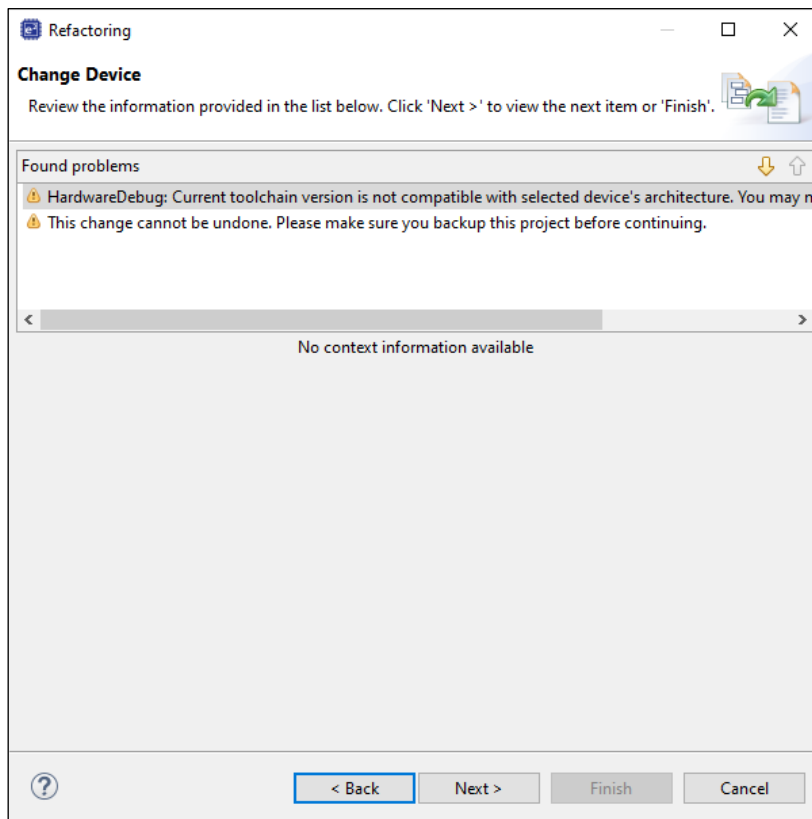 Refactoring
Change Device
Review the information provided in the list below. Click 'Next >' to view the next item or 'Finish'.
Found problems
HardwareDebug: Current toolchain version is not compatible with selected device's architecture. You may
This change cannot be undone. Please make sure you backup this project before continuing.
No context information available
< Back Next > Finish Cancel